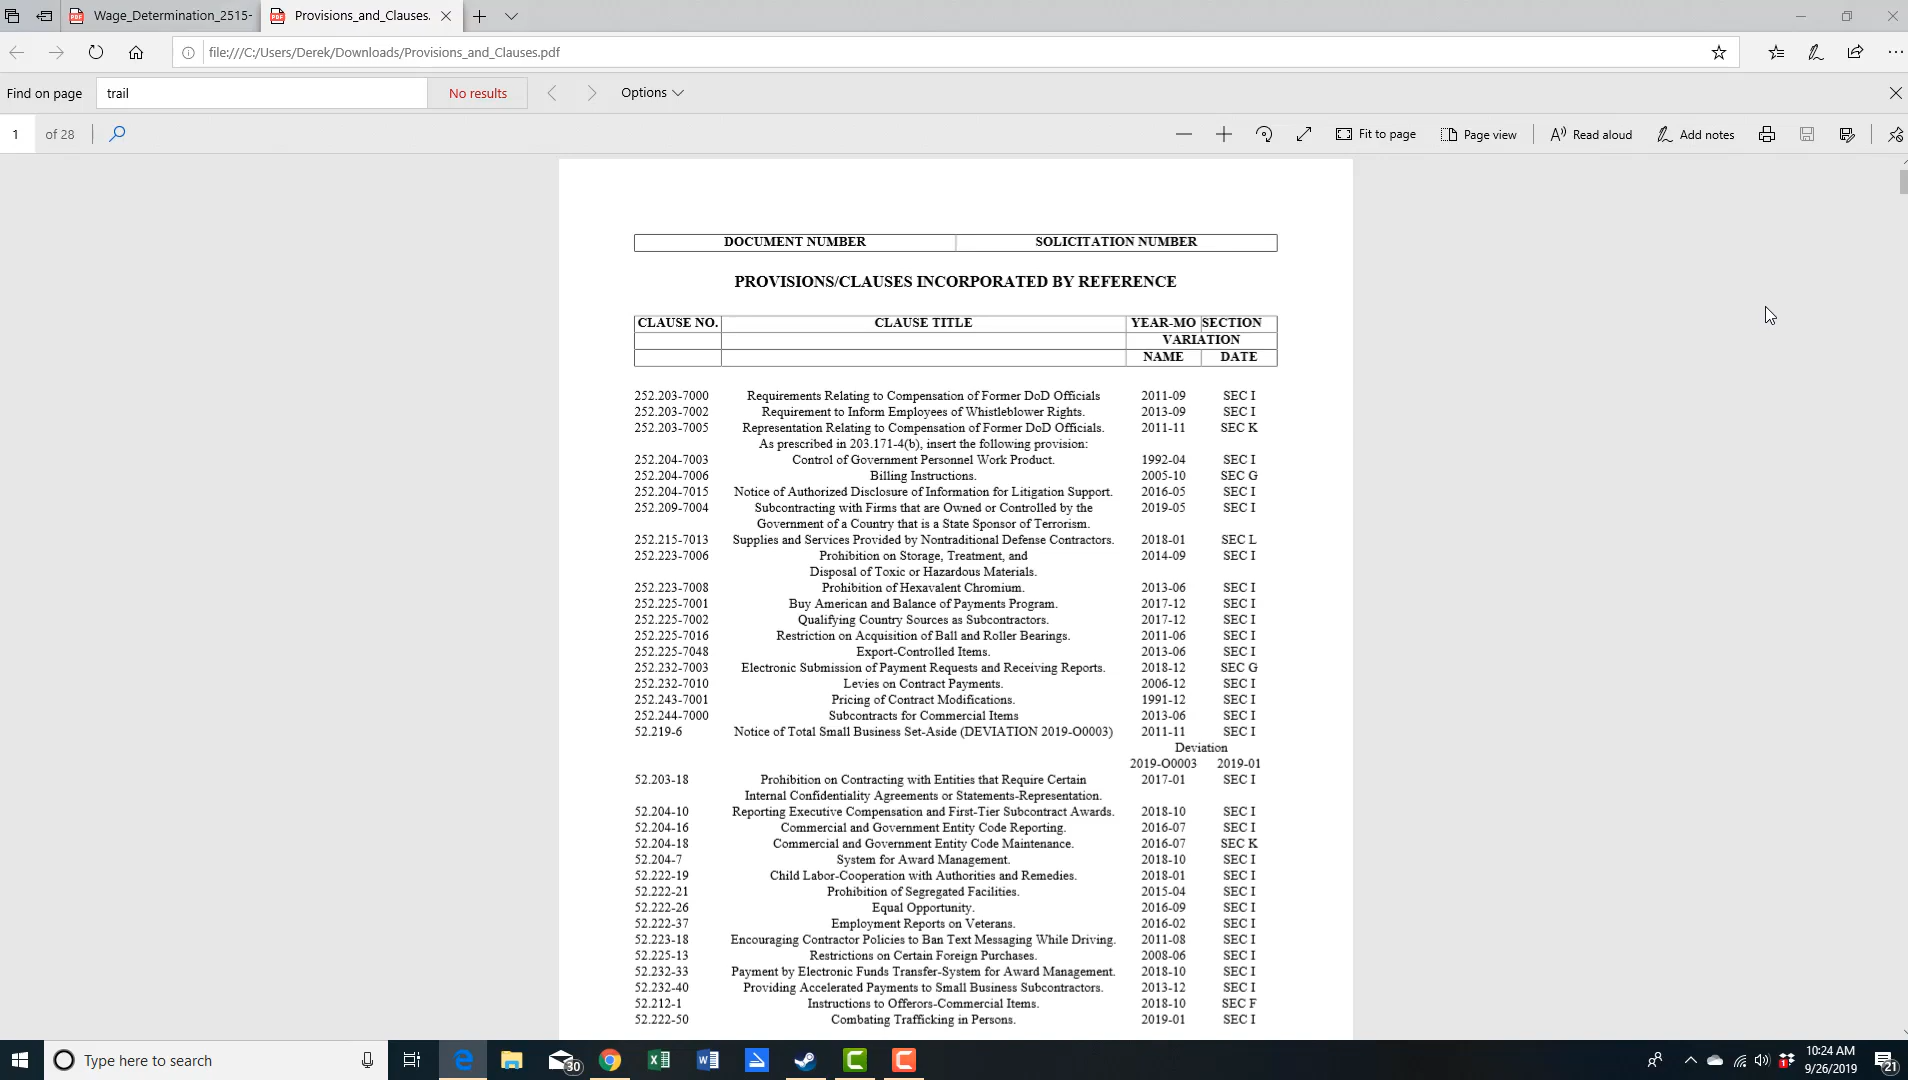 Wage_Determination_2515-
Provisions_and_Clauses.
file:///C:/Users/Derek/Downloads/Provisions_and_Clauses.pdf
Find on page
trail
No results
Options
1
of 28
Fit to page
Page view
Read aloud
Add notes
DOCUMENT NUMBER SOLICITATION NUMBER
PROVISIONS/CLAUSES INCORPORATED BY REFERENCE
CLAUSE NO. CLAUSE TITLE YEAR-MO SECTION
VARIATION
NAME DATE
252.203-7000 Requirements Relating to Compensation of Former DoD Officials 2011-09 SEC I
252.203-7002 Requirement to Inform Employees of Whistleblower Rights. 2013-09 SEC I
252.203-7005 Representation Relating to Compensation of Former DoD Officials. 2011-11 SEC K
As prescribed in 203.171-4(b), insert the following provision:
252.204-7003 Control of Government Personnel Work Product. 1992-04 SEC I
252.204-7006 Billing Instructions. 2005-10 SEC G
252.204-7015 Notice of Authorized Disclosure of Information for Litigation Support. 2016-05 SEC I
252.209-7004 Subcontracting with Firms that are Owned or Controlled by the 2019-05 SEC I
Government of a Country that is a State Sponsor of Terrorism.
252.215-7013 Supplies and Services Provided by Nontraditional Defense Contractors. 2018-01 SEC L
252.223-7006 Prohibition on Storage, Treatment, and 2014-09 SEC I
Disposal of Toxic or Hazardous Materials.
252.223-7008 Prohibition of Hexavalent Chromium. 2013-06 SEC I
252.225-7001 Buy American and Balance of Payments Program. 2017-12 SEC I
252.225-7002 Qualifying Country Sources as Subcontractors. 2017-12 SEC I
252.225-7016 Restriction on Acquisition of Ball and Roller Bearings. 2011-06 SEC I
252.225-7048 Export-Controlled Items. 2013-06 SEC I
252.232-7003 Electronic Submission of Payment Requests and Receiving Reports. 2018-12 SEC G
252.232-7010 Levies on Contract Payments. 2006-12 SEC I
252.243-7001 Pricing of Contract Modifications. 1991-12 SEC I
252.244-7000 Subcontracts for Commercial Items 2013-06 SEC I
52.219-6 Notice of Total Small Business Set-Aside (DEVIATION 2019-O0003) 2011-11 SEC I
Deviation
2019-O0003 2019-01
52.203-18 Prohibition on Contracting with Entities that Require Certain 2017-01 SEC I
Internal Confidentiality Agreements or Statements-Representation.
52.204-10 Reporting Executive Compensation and First-Tier Subcontract Awards. 2018-10 SEC I
52.204-16 Commercial and Government Entity Code Reporting. 2016-07 SEC I
52.204-18 Commercial and Government Entity Code Maintenance. 2016-07 SEC K
52.204-7 System for Award Management. 2018-10 SEC I
52.222-19 Child Labor-Cooperation with Authorities and Remedies. 2018-01 SEC I
52.222-21 Prohibition of Segregated Facilities. 2015-04 SEC I
52.222-26 Equal Opportunity. 2016-09 SEC I
52.222-37 Employment Reports on Veterans. 2016-02 SEC I
52.223-18 Encouraging Contractor Policies to Ban Text Messaging While Driving. 2011-08 SEC I
52.225-13 Restrictions on Certain Foreign Purchases. 2008-06 SEC I
52.232-33 Payment by Electronic Funds Transfer-System for Award Management. 2018-10 SEC I
52.232-40 Providing Accelerated Payments to Small Business Subcontractors. 2013-12 SEC I
52.212-1 Instructions to Offerors-Commercial Items. 2018-10 SEC F
52.222-50 Combating Trafficking in Persons. 2019-01 SEC I
Type here to search
30
10:24 AM
9/26/2019
21